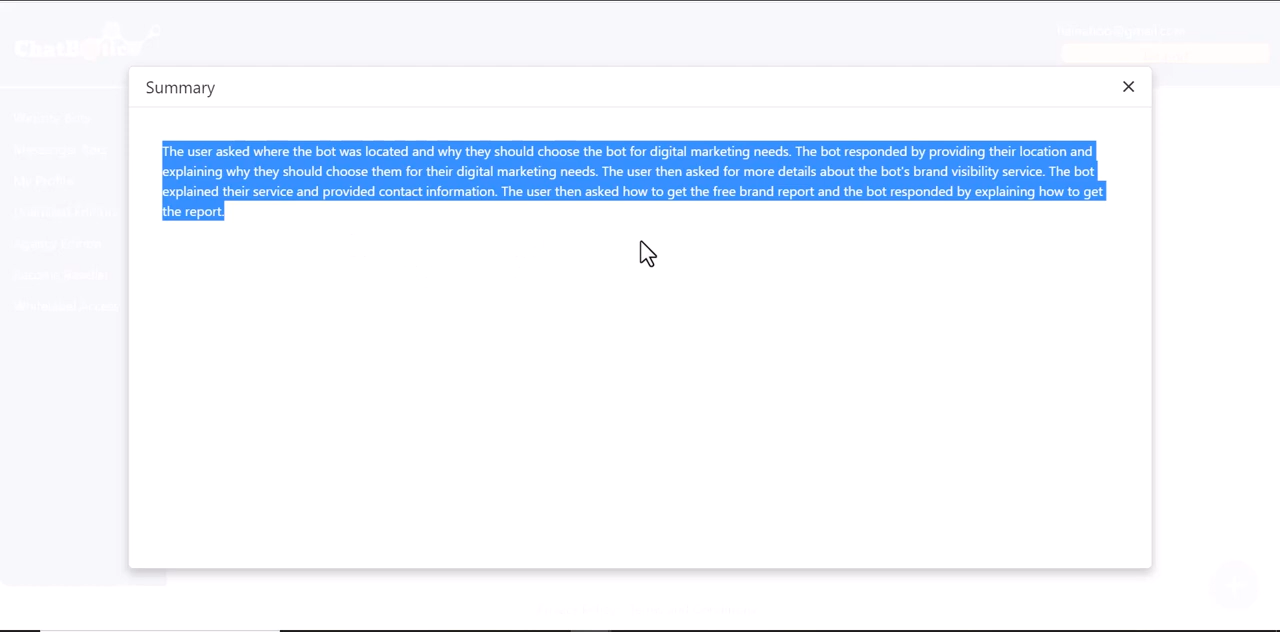 Summary
The user asked where the bot was located and why they should choose the bot for digital marketing needs. The bot responded by providing their location and
explaining why they should choose them for their digital marketing needs. The user then asked for more details about the bot's brand visibility service. The bot
explained their service and provided contact information. The user then asked how to get the free brand report and the bot responded by explaining how to get
the report.
My Profile